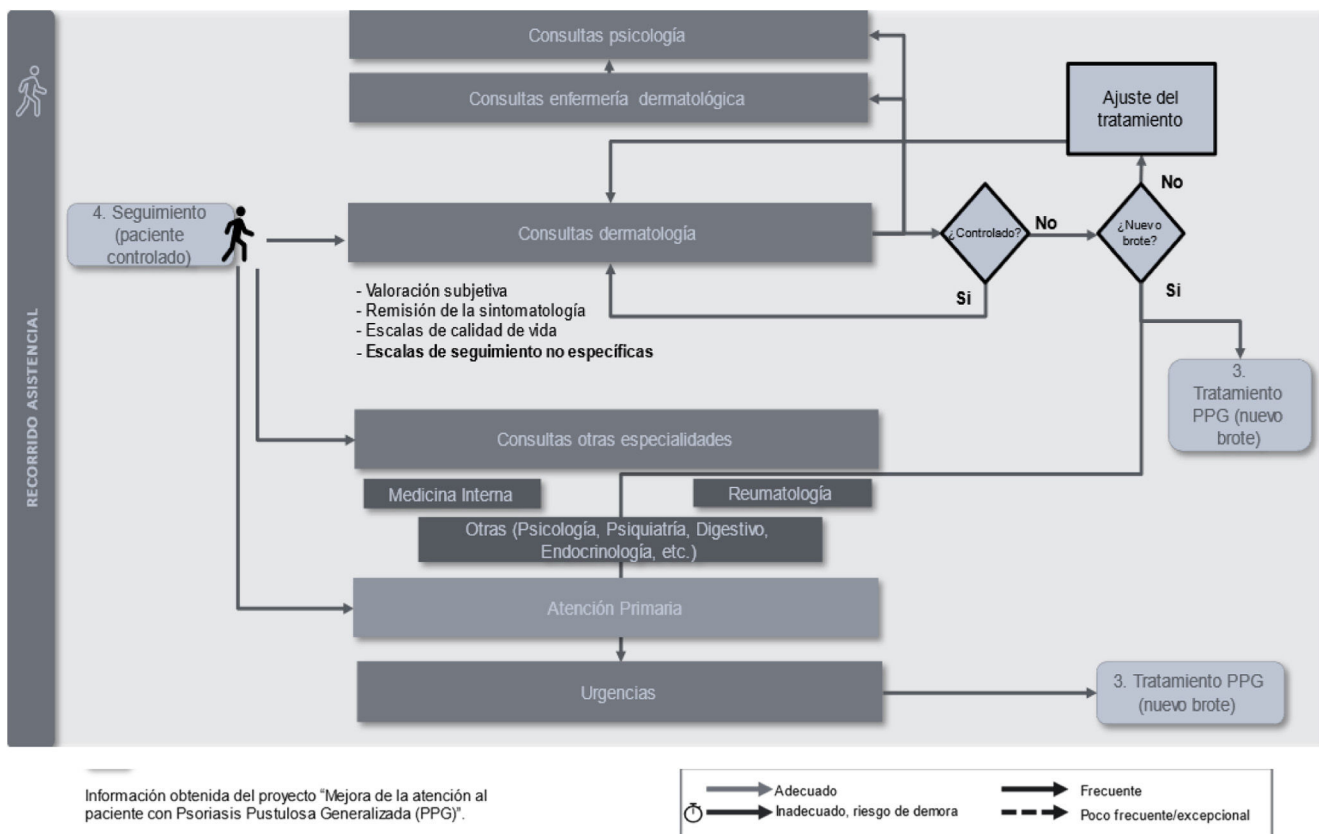 RECORRIDO ASISTENCIAL
Consultas psicología
Consultas enfermería dermatológica
Ajuste del
tratamiento
No
4. Seguimiento
(paciente
controlado)
Consultas dermatología
¿Controlado?
No
¿Nuevo
brote?
Si
Si
- Valoración subjetiva
- Remisión de la sintomatología
- Escalas de calidad de vida
- Escalas de seguimiento no específicas
3.
Tratamiento
PPG (nuevo
brote)
Consultas otras especialidades
Medicina Interna
Reumatología
Otras (Psicología, Psiquiatría, Digestivo,
Endocrinología, etc.)
Atención Primaria
Urgencias
3. Tratamiento PPG
(nuevo brote)
Información obtenida del proyecto “Mejora de la atención al
paciente con Psoriasis Pustulosa Generalizada (PPG)”.
Adecuado
Inadecuado, riesgo de demora
Frecuente
Poco frecuente/excepcional